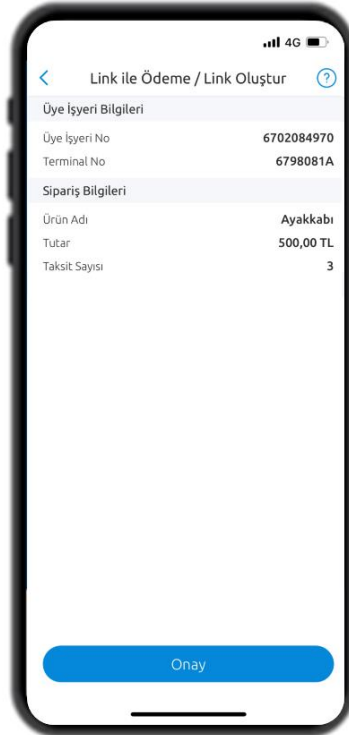 4G
Link ile Ödeme / Link Oluştur ?
Üye İşyeri Bilgileri
Üye İşyeri No 6702084970
Terminal No 6798081A
Sipariş Bilgileri
Ürün Adı Ayakkabı
Tutar 500,00 TL
Taksit Sayısı 3
Onay